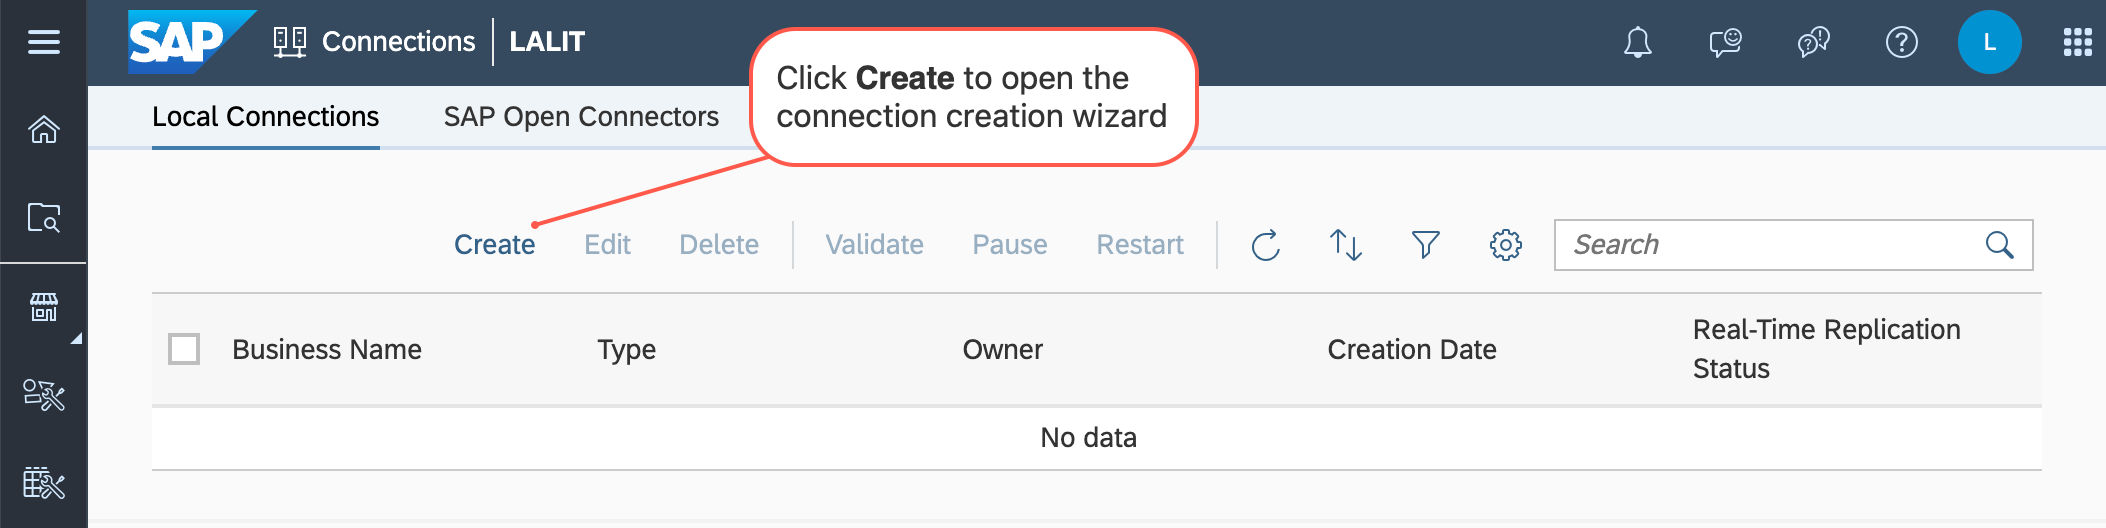 SAP Connections LALIT
Click Create to open the
connection creation wizard
L
Local Connections SAP Open Connectors
Create Edit Delete Validate Pause Restart Search
Business Name Type Owner Creation Date Real-Time Replication
Status
No data